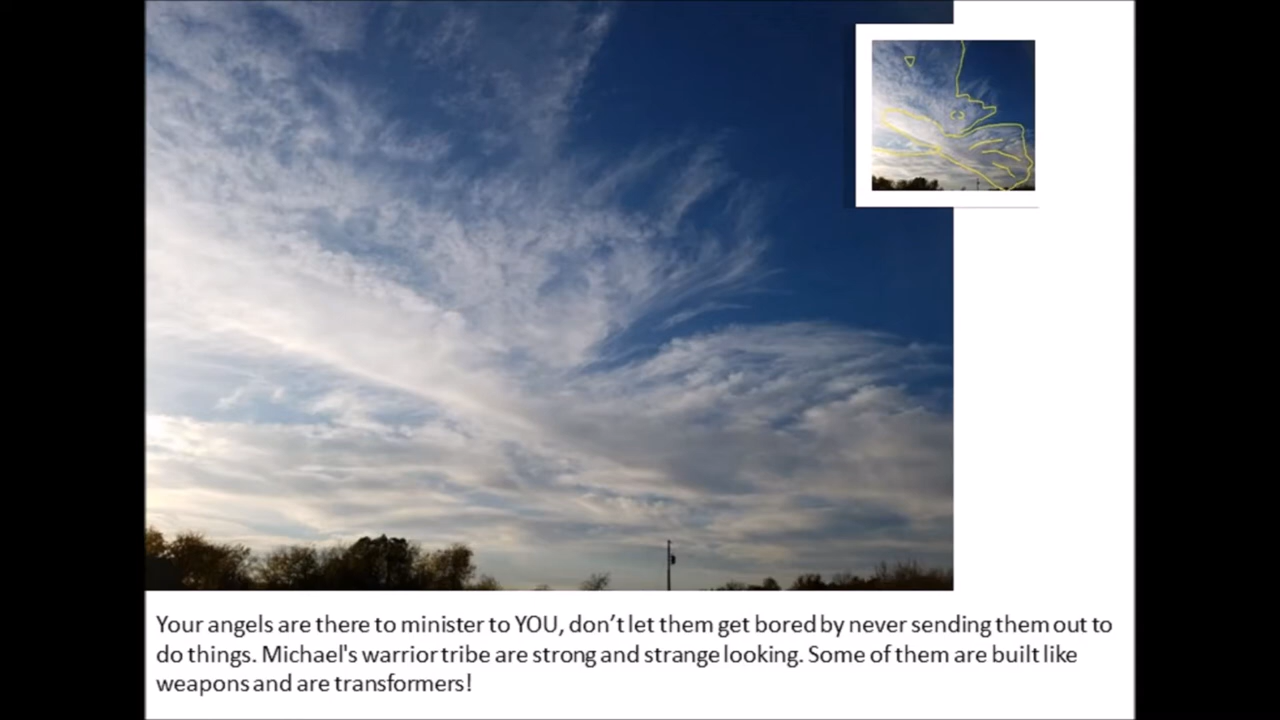 Your angels are there to minister to YOU, don’t let them get bored by never sending them out to
do things. Michael's warrior tribe are strong and strange looking. Some of them are built like
weapons and are transformers!